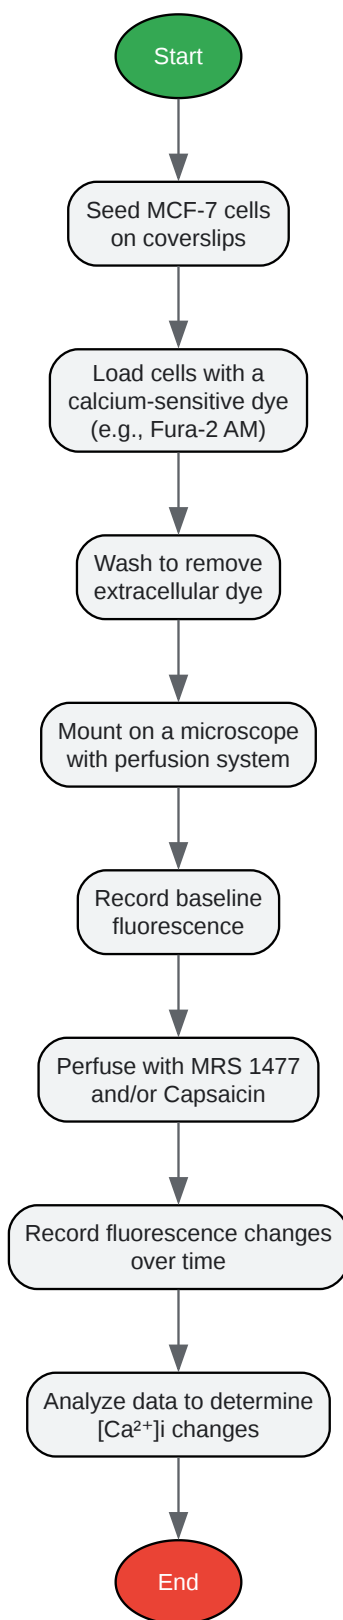 Start
Seed MCF-7 cells
on coverslips
Load cells with a
calcium-sensitive dye
(e.g., Fura-2 AM)
Wash to remove
extracellular dye
Mount on a microscope
with perfusion system
Record baseline
fluorescence
Perfuse with MRS 1477
and/or Capsaicin
Record fluorescence changes
over time
Analyze data to determine
[Ca²⁺]i changes
End